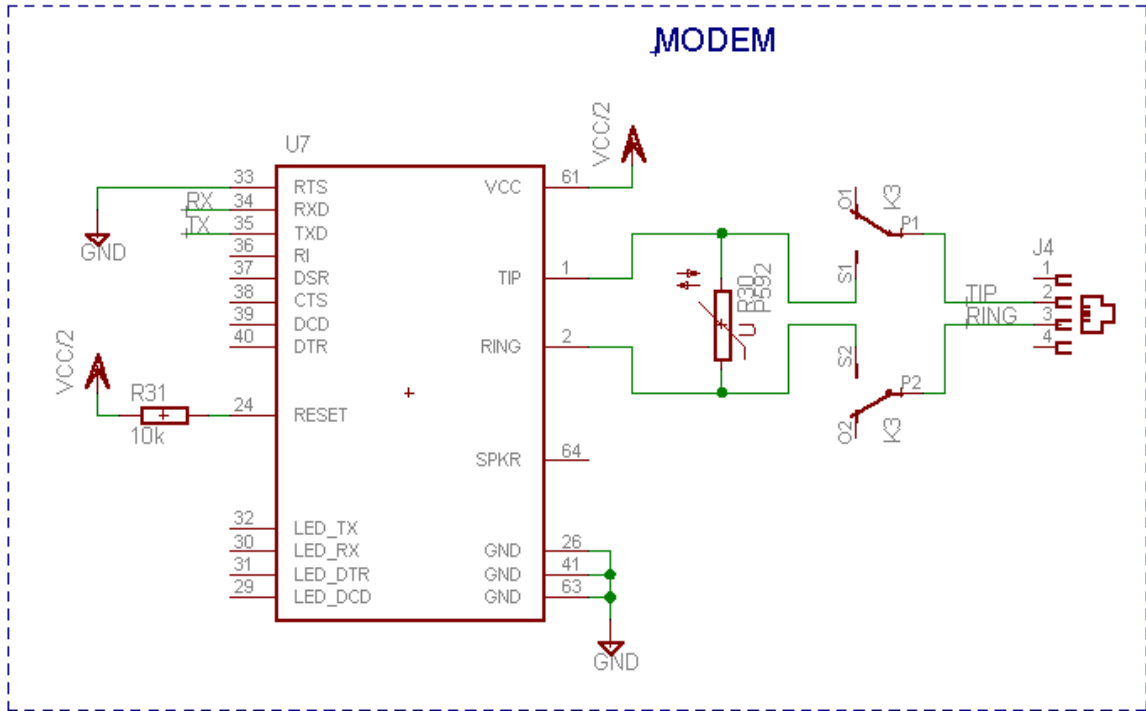 MODEM
U7
VCC/2
33 RTS
RX 34 RXD
TX 35 TXD
36 RI
37 DSR
38 CTS
39 DCD
40 DTR
GND
VCC/2
R31
10k
24 RESET
32 LED_TX
30 LED_RX
31 LED_DTR
29 LED_DCD
VCC 61
TIP 1
RING 2
SPKR 64
GND 26
GND 41
GND 63
GND
R30
P592
U
O1
K3
P1
S1
S2
P2
O2
K3
J4
1
TIP 2
RING 3
4